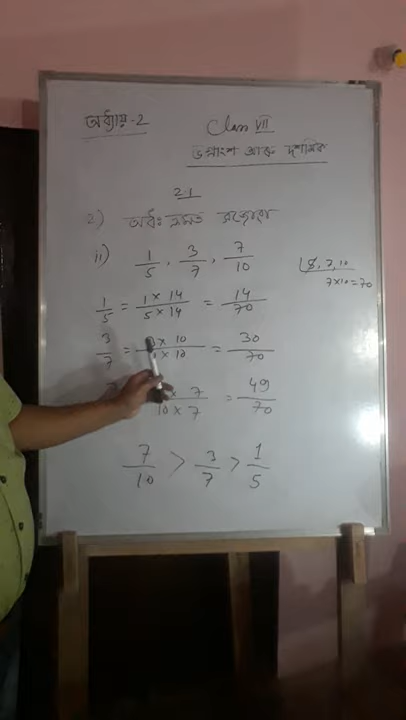 অধ্যায়-2
Class VII
ভগ্নাংশ আৰু দশমিক
2.1
2) অধঃক্ৰমত সজোৱা
ii) 1/5, 3/7, 7/10
5, 7, 10
7×10=70
1/5 = 1×14/5×14 = 14/70
3/7 = 3×10/7×10 = 30/70
7 × 7/10×7 = 49/70
7/10 > 3/7 > 1/5